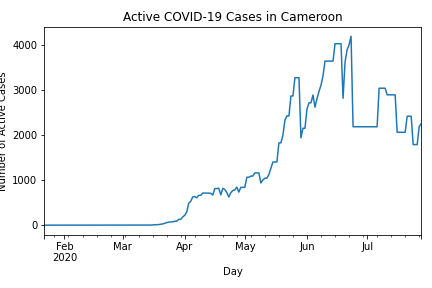 Active COVID-19 Cases in Cameroon
Number of Active Cases
4000
3000
2000
1000
0
Feb
2020
Mar
Apr
May
Jun
Jul
Day